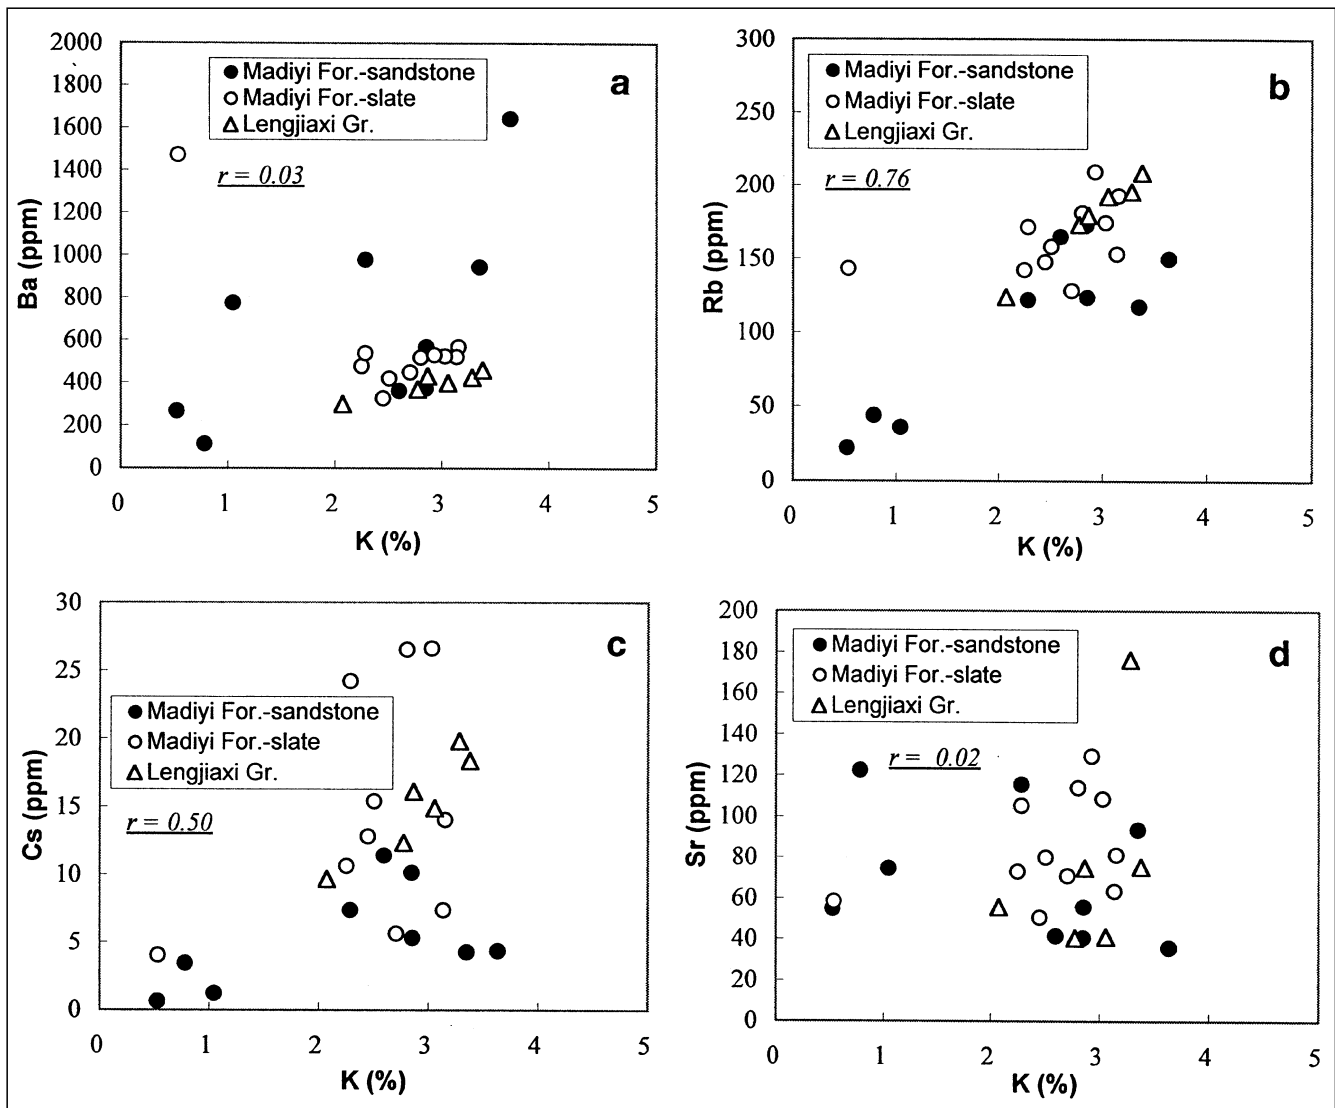 2000
1800
1600
1400
1200
1000
800
600
400
200
0
Ba (ppm)
Madiyi For.-sandstone
Madiyi For.-slate
Lengjiaxi Gr.
a
r = 0.03
0 1 2 3 4 5
K (%)
300
250
200
150
100
50
0
Rb (ppm)
Madiyi For.-sandstone
Madiyi For.-slate
Lengjiaxi Gr.
b
r = 0.76
0 1 2 3 4 5
K (%)
30
25
20
15
10
5
0
Cs (ppm)
Madiyi For.-sandstone
Madiyi For.-slate
Lengjiaxi Gr.
c
r = 0.50
0 1 2 3 4 5
K (%)
200
180
160
140
120
100
80
60
40
20
0
Sr (ppm)
Madiyi For.-sandstone
Madiyi For.-slate
Lengjiaxi Gr.
d
r = 0.02
0 1 2 3 4 5
K (%)